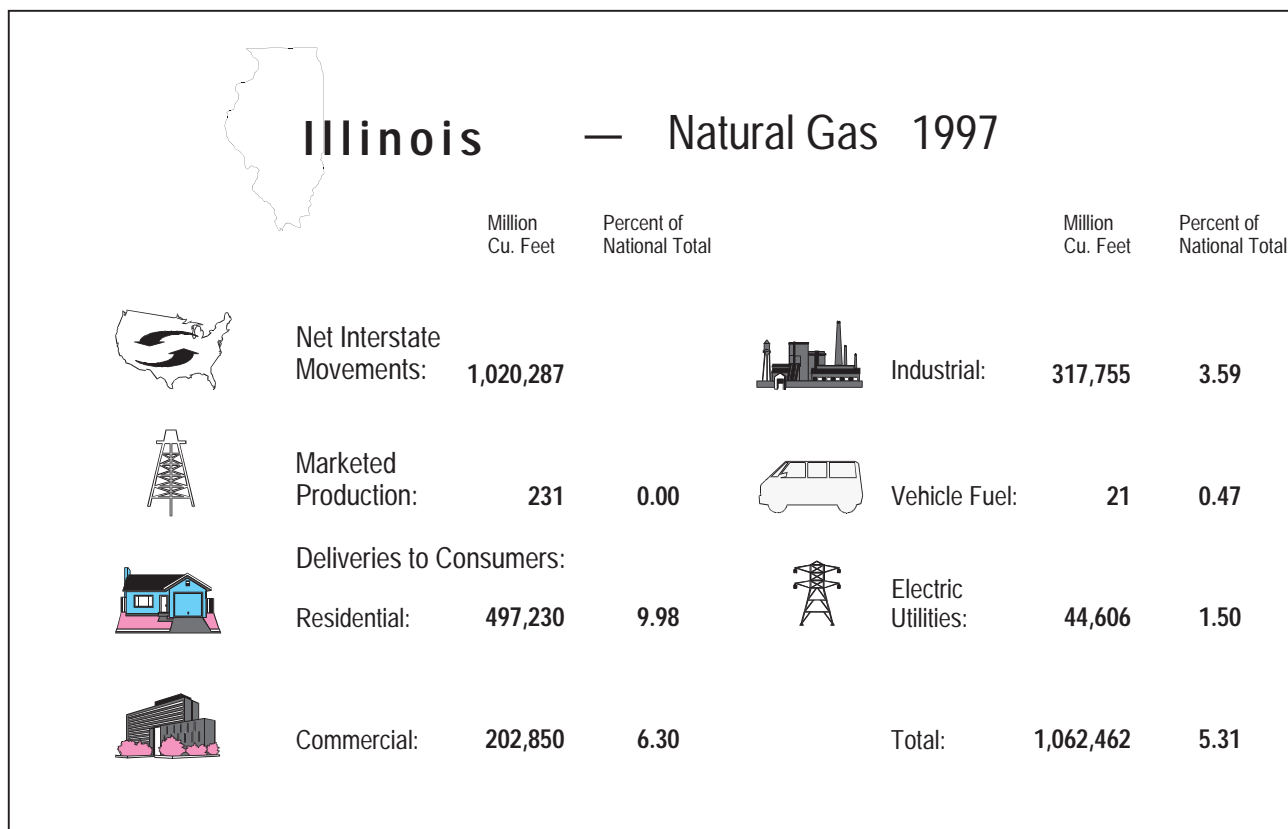 Illinois — Natural Gas 1997
Million Percent of
Cu. Feet National Total
Million Percent of
Cu. Feet National Total
Net Interstate
Movements: 1,020,287
Marketed
Production: 231 0.00
Deliveries to Consumers:
Residential: 497,230 9.98
Commercial: 202,850 6.30
Industrial: 317,755 3.59
Vehicle Fuel: 21 0.47
Electric
Utilities: 44,606 1.50
Total: 1,062,462 5.31